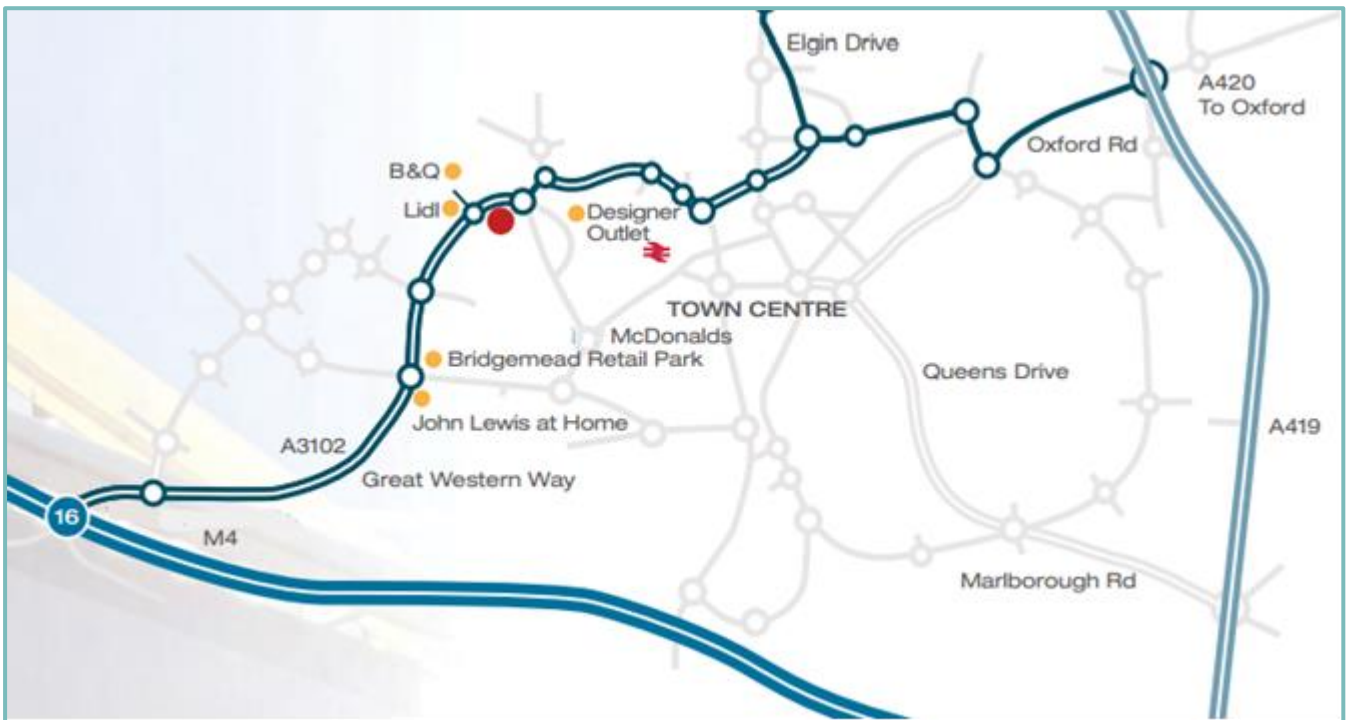 Elgin Drive
A420
To Oxford
Oxford Rd
B&Q
Lidl
Designer
Outlet
TOWN CENTRE
McDonalds
Bridgemead Retail Park
Queens Drive
John Lewis at Home
A419
A3102
Great Western Way
16
M4
Marlborough Rd